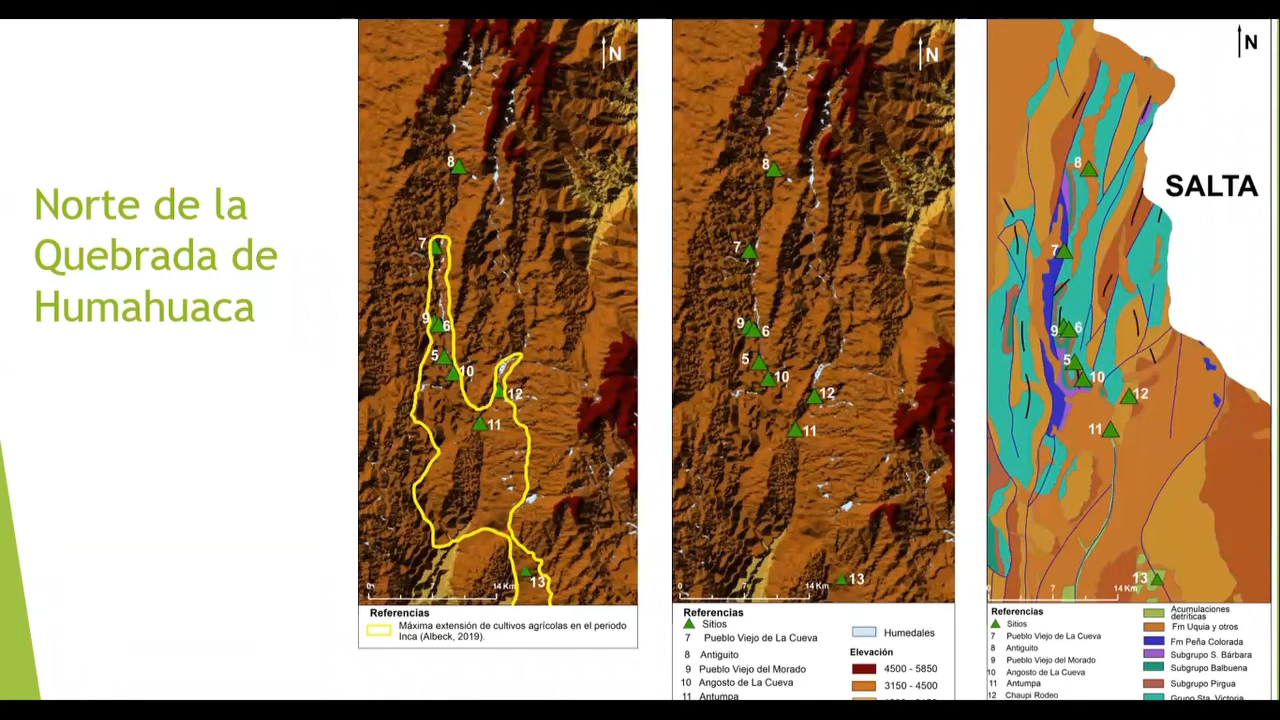 Norte de la
Quebrada de
Humahuaca
N
8
7
9
6
5
10
12
11
13
0
7
14 Km
Referencias
Máxima extensión de cultivos agrícolas en el periodo
Inca (Albeck, 2019).
N
8
7
9
6
5
10
12
11
13
0
7
14 Km
Referencias
Sitios
7 Pueblo Viejo de La Cueva
8 Antiguito
9 Pueblo Viejo del Morado
10 Angosto de La Cueva
11 Antumpa
Humedales
Elevación
4500 - 5850
3150 - 4500
N
SALTA
8
7
9
6
5
10
12
11
13
0
7
14 Km
Referencias
Sitios
7 Pueblo Viejo de La Cueva
8 Antiguito
9 Pueblo Viejo del Morado
10 Angosto de La Cueva
11 Antumpa
12 Chaupi Rodeo
Acumulaciones
detríticas
Fm Uquia y otros
Fm Peña Colorada
Subgrupo S. Bárbara
Subgrupo Balbuena
Subgrupo Pirgua
Grupo Sta. Victoria